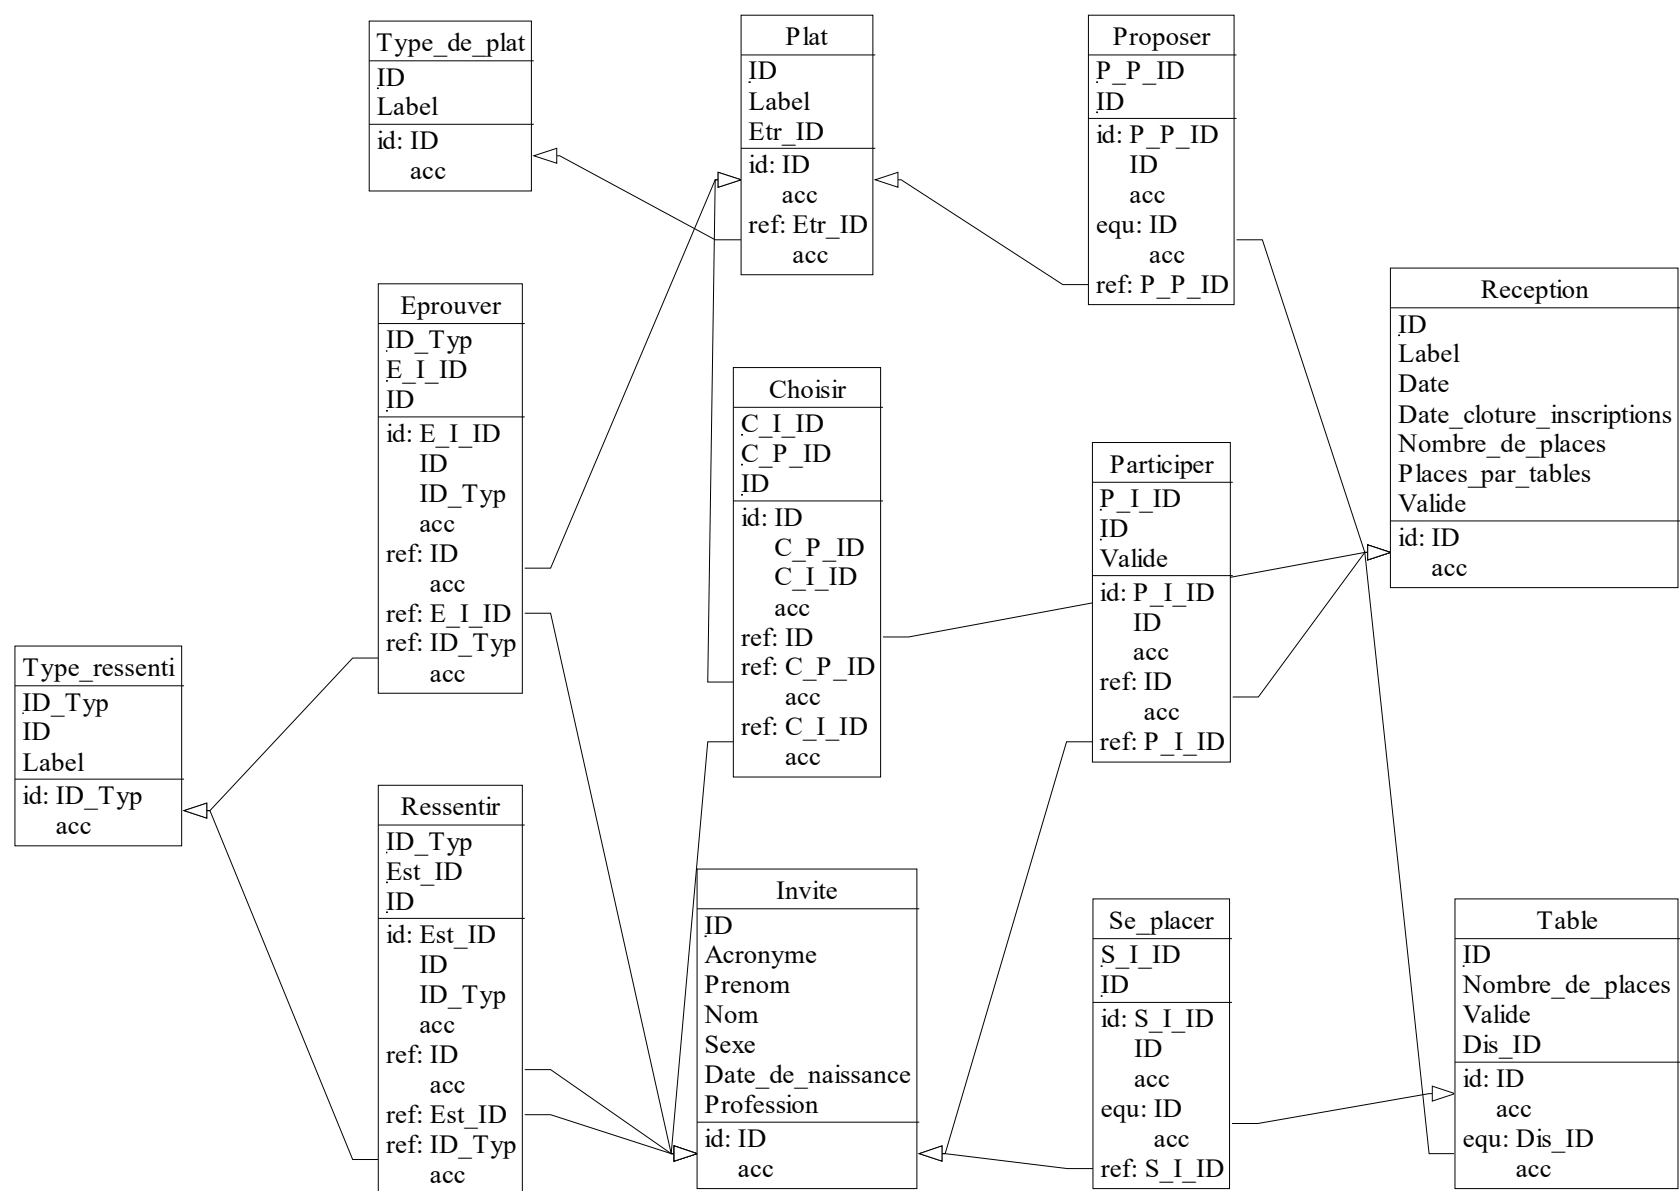 Type_de_plat
ID
Label
id: ID
acc
Plat
ID
Label
Etr_ID
id: ID
acc
ref: Etr_ID
acc
Proposer
P_P_ID
ID
id: P_P_ID
ID
acc
equ: ID
acc
ref: P_P_ID
Reception
ID
Label
Date
Date_cloture_inscriptions
Nombre_de_places
Places_par_tables
Valide
id: ID
acc
Eprouver
ID_Typ
E_I_ID
ID
id: E_I_ID
ID
ID_Typ
acc
ref: ID
acc
ref: E_I_ID
ref: ID_Typ
acc
Choisir
C_I_ID
C_P_ID
ID
id: ID
C_P_ID
C_I_ID
acc
ref: ID
ref: C_P_ID
acc
ref: C_I_ID
acc
Participer
P_I_ID
ID
Valide
id: P_I_ID
ID
acc
ref: ID
acc
ref: P_I_ID
Type_ressenti
ID_Typ
ID
Label
id: ID_Typ
acc
Ressentir
ID_Typ
Est_ID
ID
id: Est_ID
ID
ID_Typ
acc
ref: ID
acc
ref: Est_ID
ref: ID_Typ
acc
Invite
ID
Acronyme
Prenom
Nom
Sexe
Date_de_naissance
Profession
id: ID
acc
Se_placer
S_I_ID
ID
id: S_I_ID
ID
acc
equ: ID
acc
ref: S_I_ID
Table
ID
Nombre_de_places
Valide
Dis_ID
id: ID
acc
equ: Dis_ID
acc